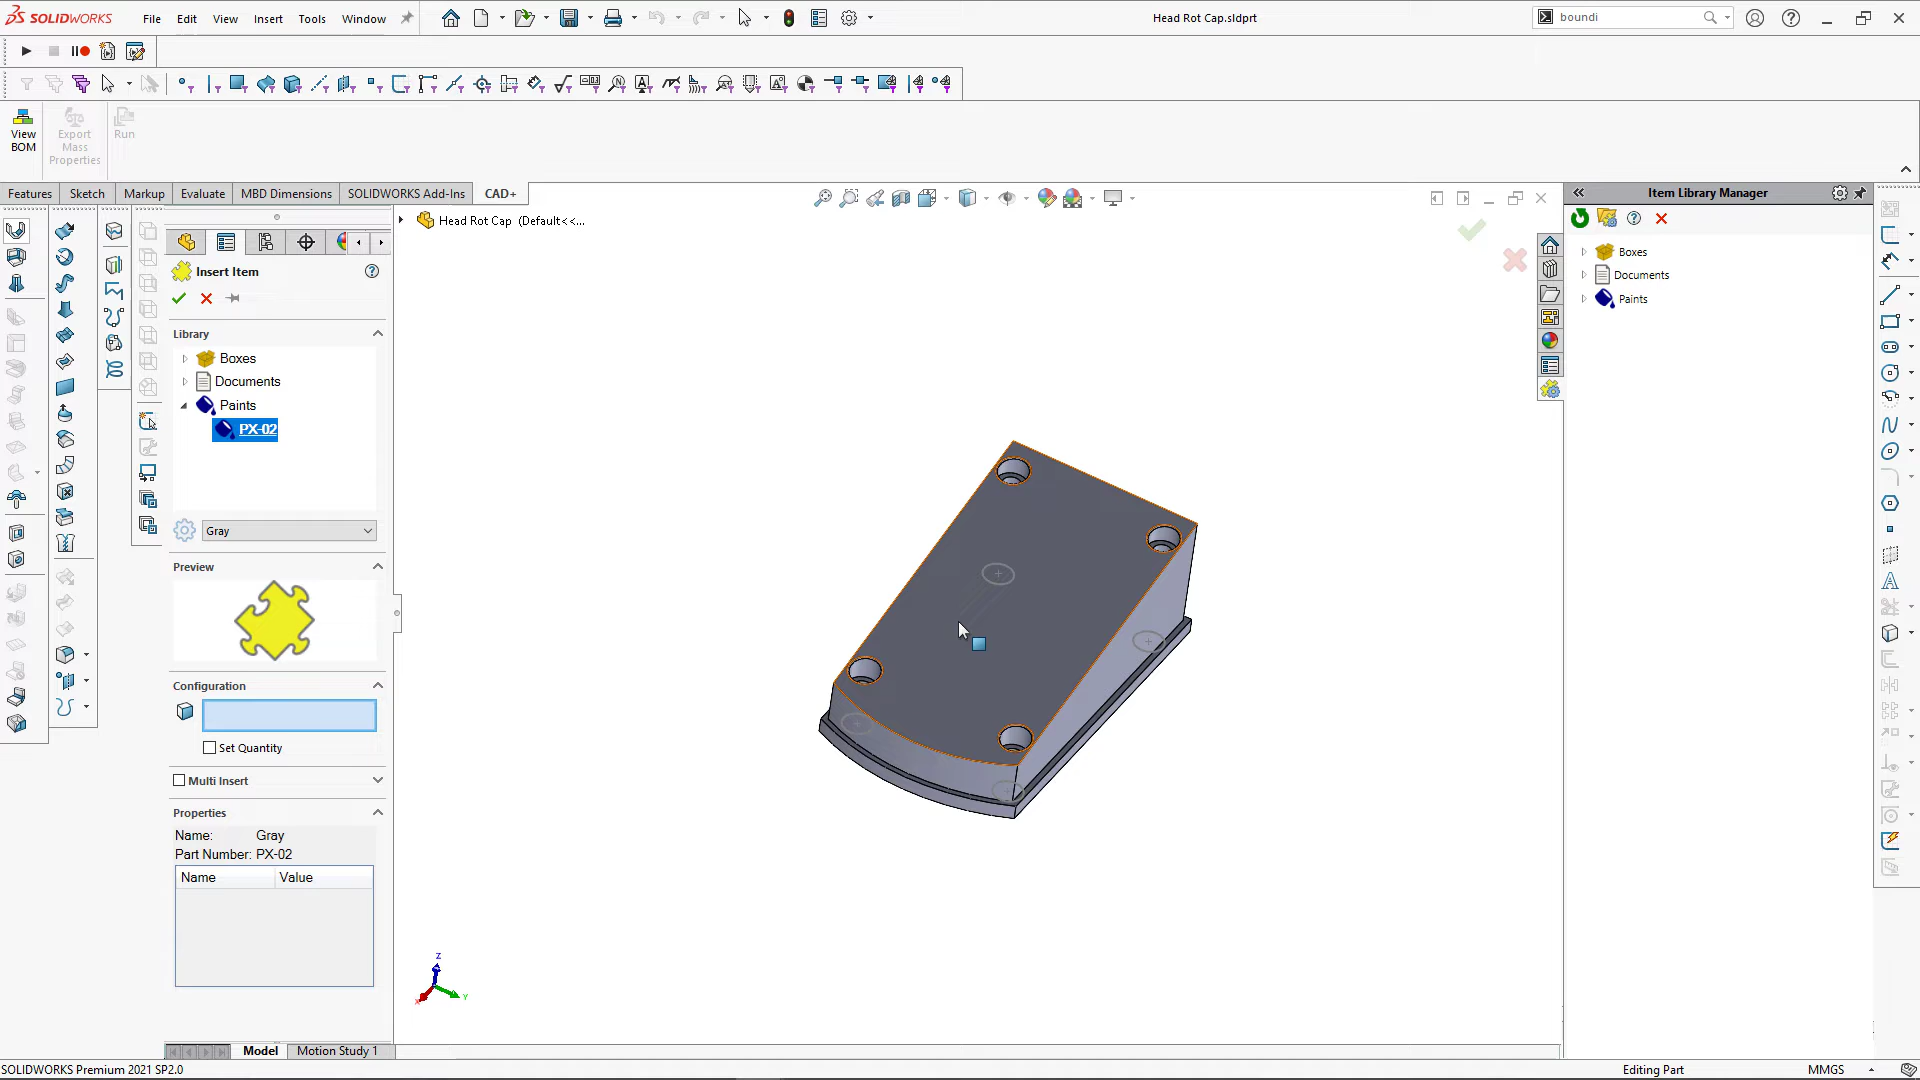 SOLIDWORKS File Edit View Insert Tools Window Head Rot Cap.sldprt boundi
View BOM
Export Mass Properties
Run
Features Sketch Markup Evaluate MBD Dimensions SOLIDWORKS Add-Ins CAD+
Item Library Manager
Head Rot Cap (Default<<...
Boxes
Documents
Paints
Insert Item
Library
Boxes
Documents
Paints
PX-02
Gray
Preview
Configuration
Set Quantity
Multi Insert
Properties
Name: Gray
Part Number: PX-02
Name Value
Z
X
Y
Model Motion Study 1
SOLIDWORKS Premium 2021 SP2.0 Editing Part MMGS